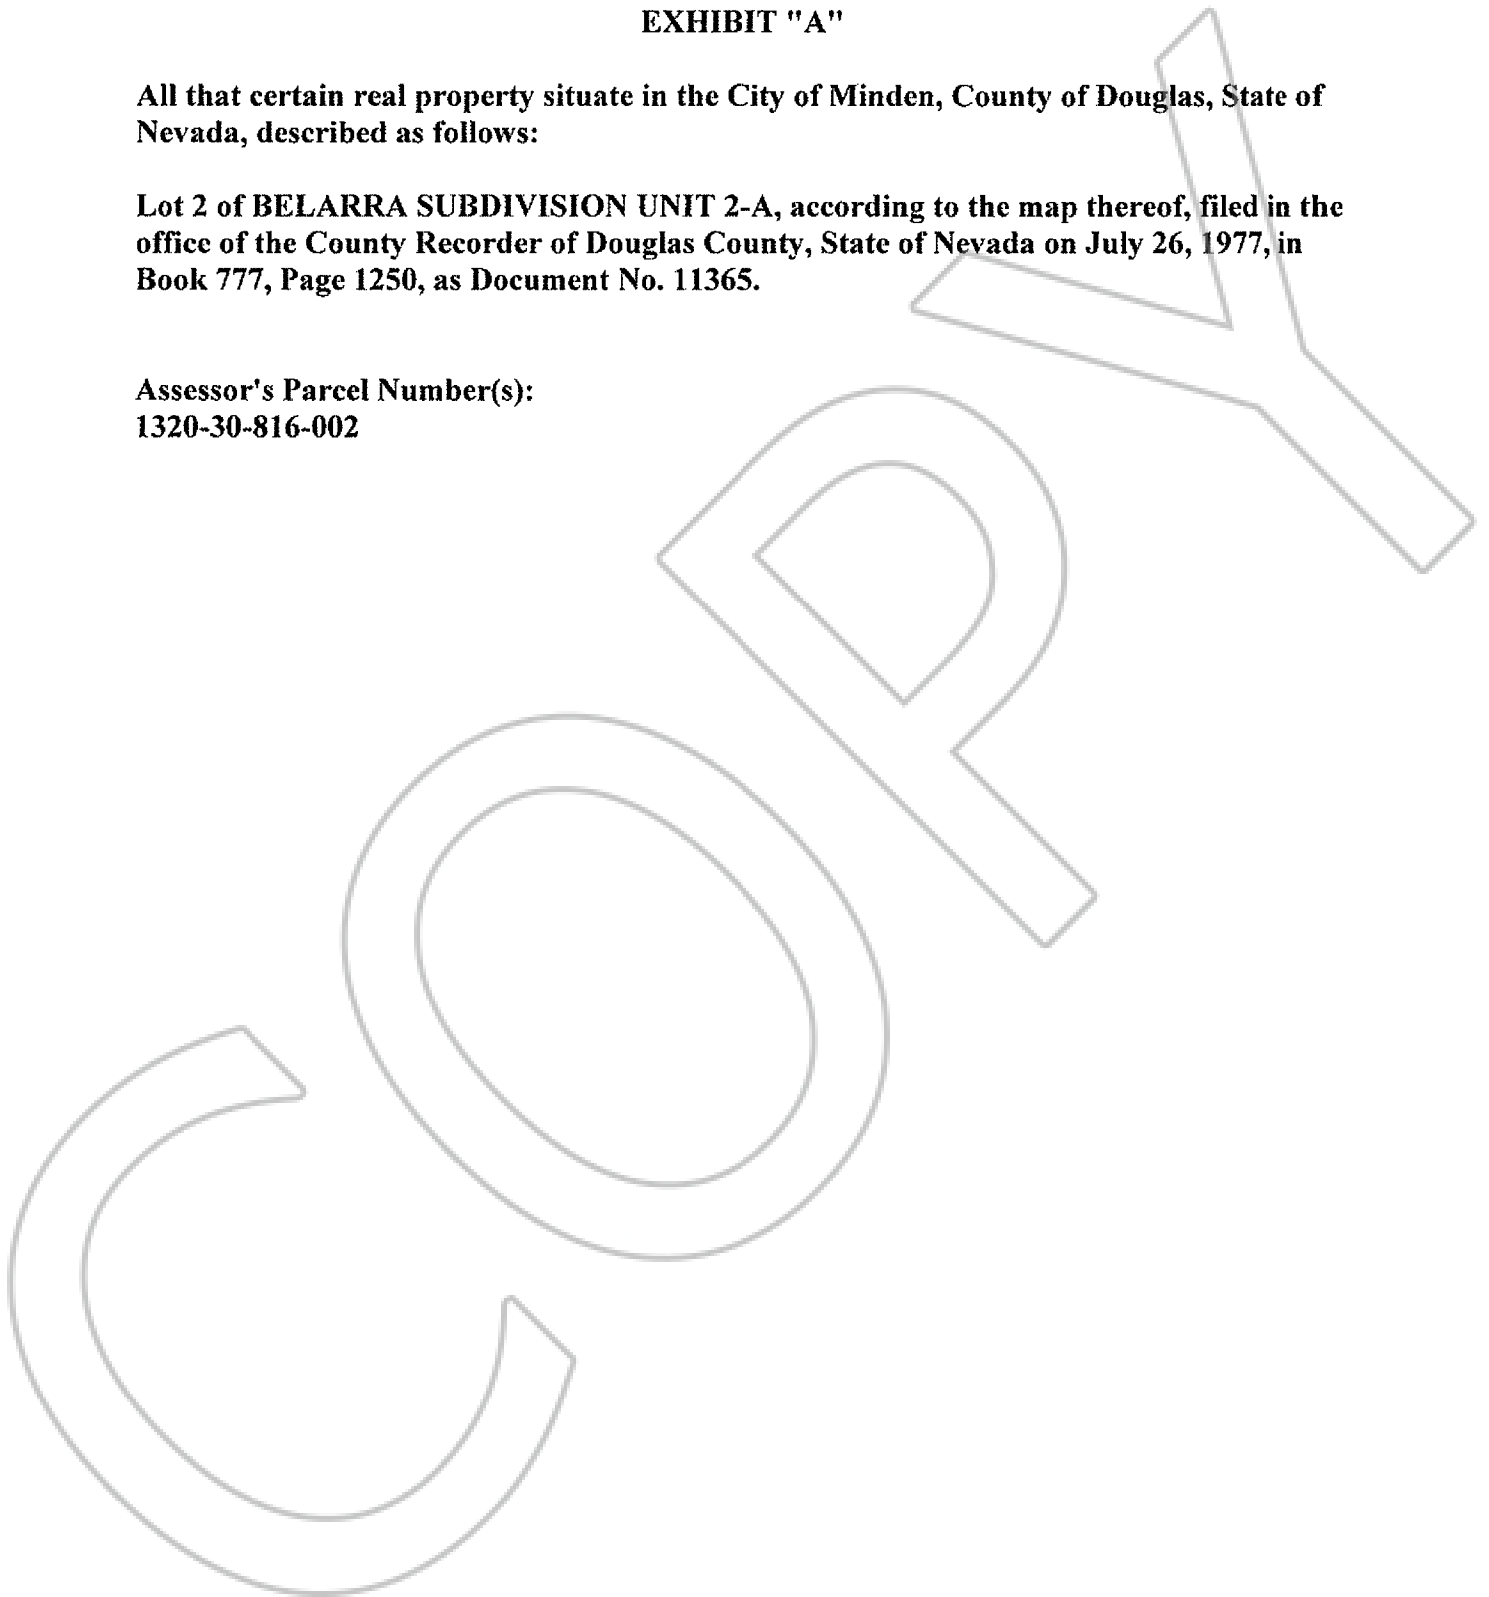 EXHIBIT "A"
All that certain real property situate in the City of Minden, County of Douglas, State of
Nevada, described as follows:
Lot 2 of BELARRA SUBDIVISION UNIT 2-A, according to the map thereof, filed in the
office of the County Recorder of Douglas County, State of Nevada on July 26, 1977, in
Book 777, Page 1250, as Document No. 11365.
Assessor's Parcel Number(s):
1320-30-816-002
COPY